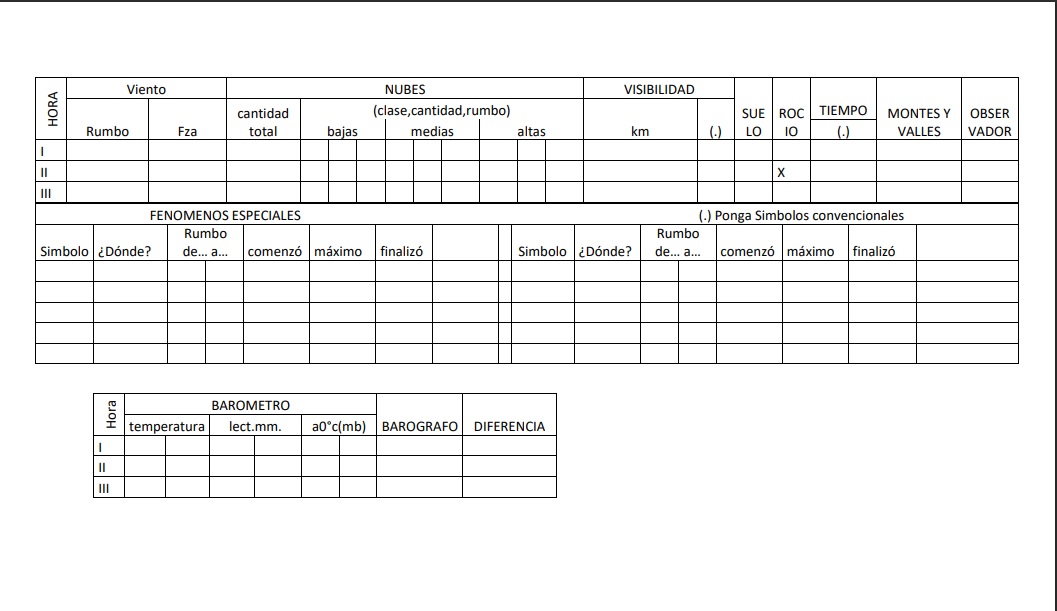 HORA Viento NUBES VISIBILIDAD SUE LO ROC IO TIEMPO MONTES Y VALLES OBSER VADOR
Rumbo Fza cantidad total (clase,cantidad,rumbo) km (.) (.)
bajas medias altas
I
II X
III
FENOMENOS ESPECIALES (.) Ponga Simbolos convencionales
Simbolo ¿Dónde? Rumbo de... a... comenzó máximo finalizó Simbolo ¿Dónde? Rumbo de... a... comenzó máximo finalizó
Hora BAROMETRO BAROGRAFO DIFERENCIA
temperatura lect.mm. a0°c(mb)
I
II
III